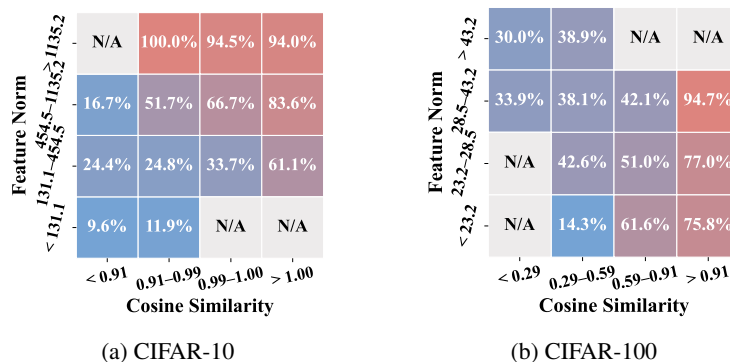 Feature Norm
> 1135.2
N/A 100.0% 94.5% 94.0%
454.5–1135.2
16.7% 51.7% 66.7% 83.6%
131.1–454.5
24.4% 24.8% 33.7% 61.1%
< 131.1
9.6% 11.9% N/A N/A
< 0.91 0.91–0.99 0.99–1.00 > 1.00
Cosine Similarity
(a) CIFAR-10
Feature Norm
> 43.2
30.0% 38.9% N/A N/A
28.5–43.2
33.9% 38.1% 42.1% 94.7%
23.2–28.5
N/A 42.6% 51.0% 77.0%
< 23.2
N/A 14.3% 61.6% 75.8%
< 0.29 0.29–0.59 0.59–0.91 > 0.91
Cosine Similarity
(b) CIFAR-100